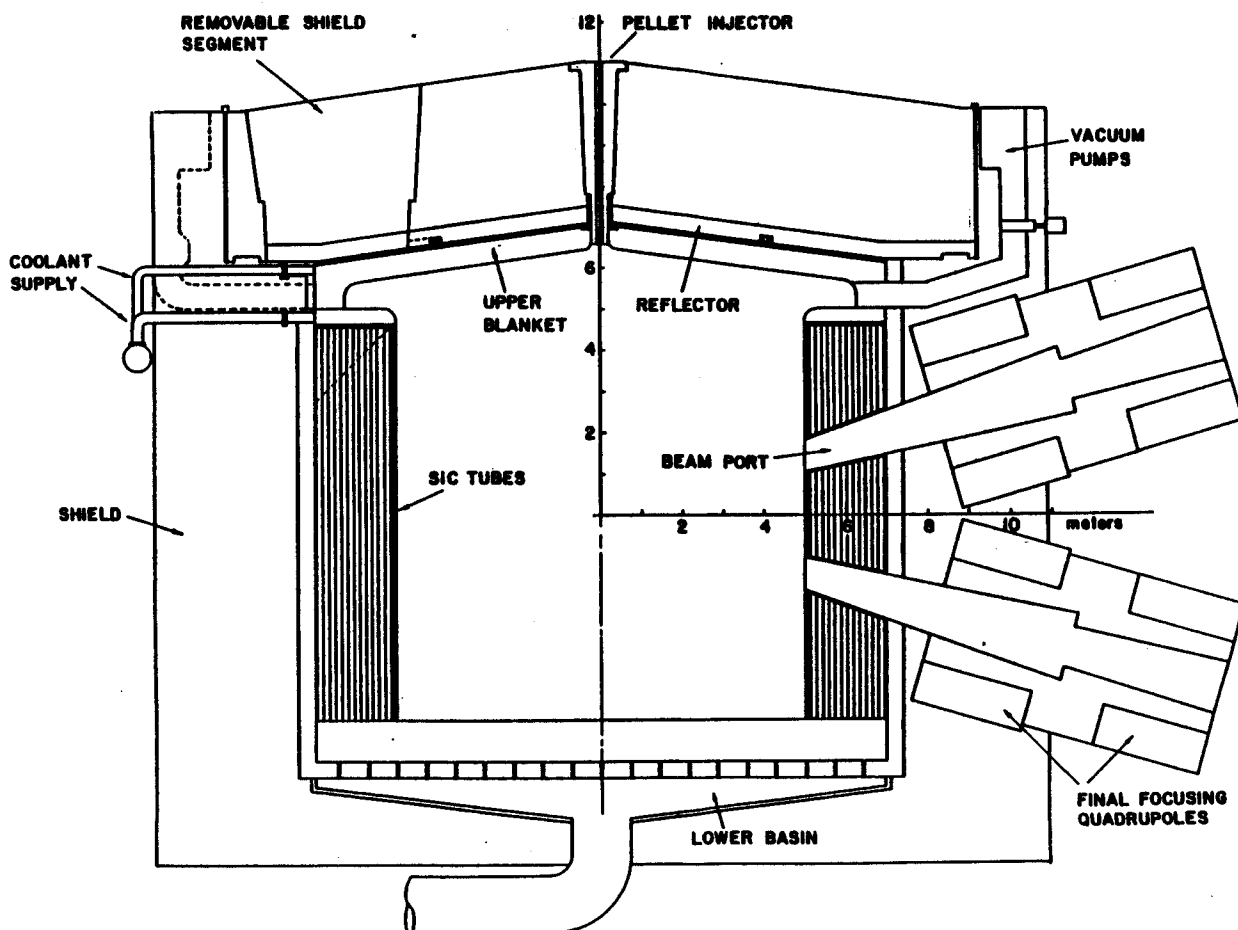 REMOVABLE SHIELD
SEGMENT
12
PELLET INJECTOR
VACUUM
PUMPS
COOLANT
SUPPLY
6
UPPER
BLANKET
REFLECTOR
4
2
BEAM PORT
SIC TUBES
SHIELD
2 4 6 8 10 meters
FINAL FOCUSING
QUADRUPOLES
LOWER BASIN